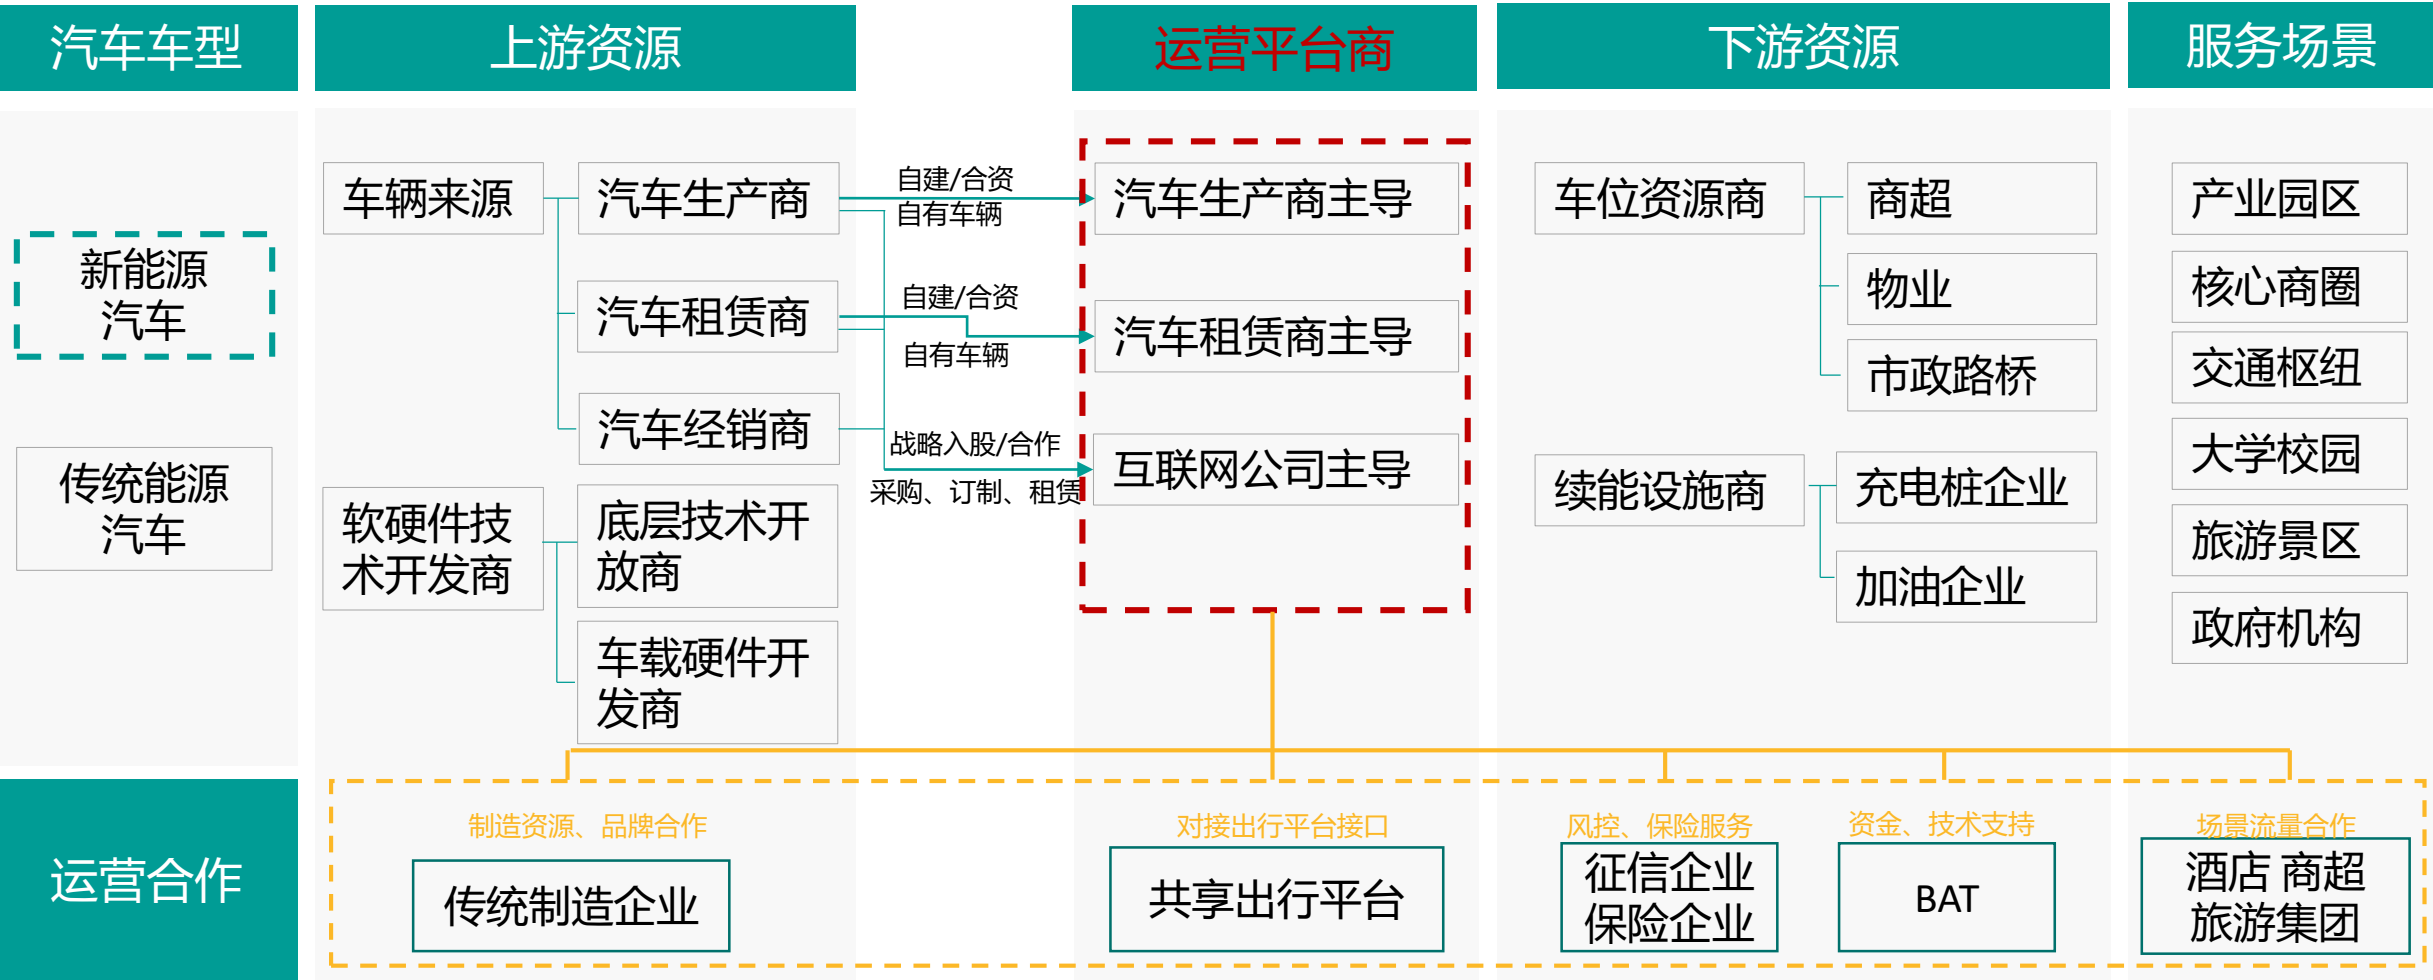 汽车车型
上游资源
运营平台商
下游资源
服务场景
新能源
汽车
传统能源
汽车
车辆来源
汽车生产商
汽车租赁商
汽车经销商
软硬件技
术开发商
底层技术开
放商
车载硬件开
发商
自建/合资
自有车辆
自建/合资
自有车辆
战略入股/合作
采购、订制、租赁
汽车生产商主导
汽车租赁商主导
互联网公司主导
车位资源商
商超
物业
市政路桥
续能设施商
充电桩企业
加油企业
产业园区
核心商圈
交通枢纽
大学校园
旅游景区
政府机构
运营合作
制造资源、品牌合作
传统制造企业
对接出行平台接口
共享出行平台
风控、保险服务
征信企业
保险企业
资金、技术支持
BAT
场景流量合作
酒店 商超
旅游集团